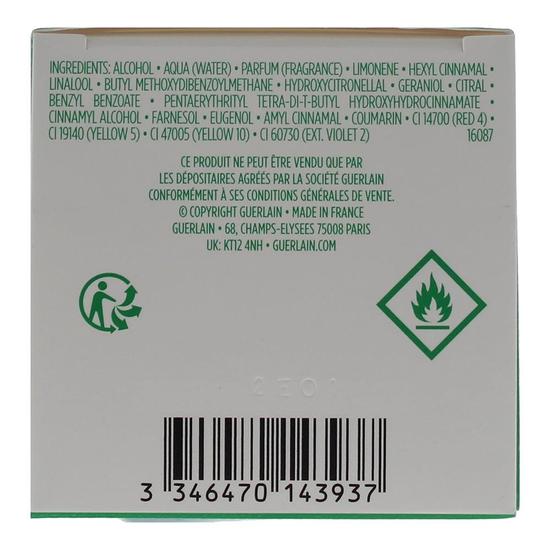 INGREDIENTS: ALCOHOL • AQUA (WATER) • PARFUM (FRAGRANCE) • LIMONENE • HEXYL CINNAMAL •
LINALOOL • BUTYL METHOXYDIBENZOYLMETHANE • HYDROXYCITRONELLAL • GERANIOL • CITRAL •
BENZYL BENZOATE • PENTAERYTHRITYL TETRA-DI-T-BUTYL HYDROXYHYDROCINNAMATE •
CINNAMYL ALCOHOL • FARNESOL • EUGENOL • AMYL CINNAMAL • COUMARIN • CI 14700 (RED 4) •
CI 19140 (YELLOW 5) • CI 47005 (YELLOW 10) • CI 60730 (EXT. VIOLET 2) 16087
CE PRODUIT NE PEUT ÊTRE VENDU QUE PAR
LES DÉPOSITAIRES AGRÉÉS PAR LA SOCIÉTÉ GUERLAIN
CONFORMÉMENT À SES CONDITIONS GÉNÉRALES DE VENTE.
© COPYRIGHT GUERLAIN • MADE IN FRANCE
GUERLAIN • 68, CHAMPS-ELYSEES 75008 PARIS
UK: KT12 4NH • GUERLAIN.COM
3 346470 143937